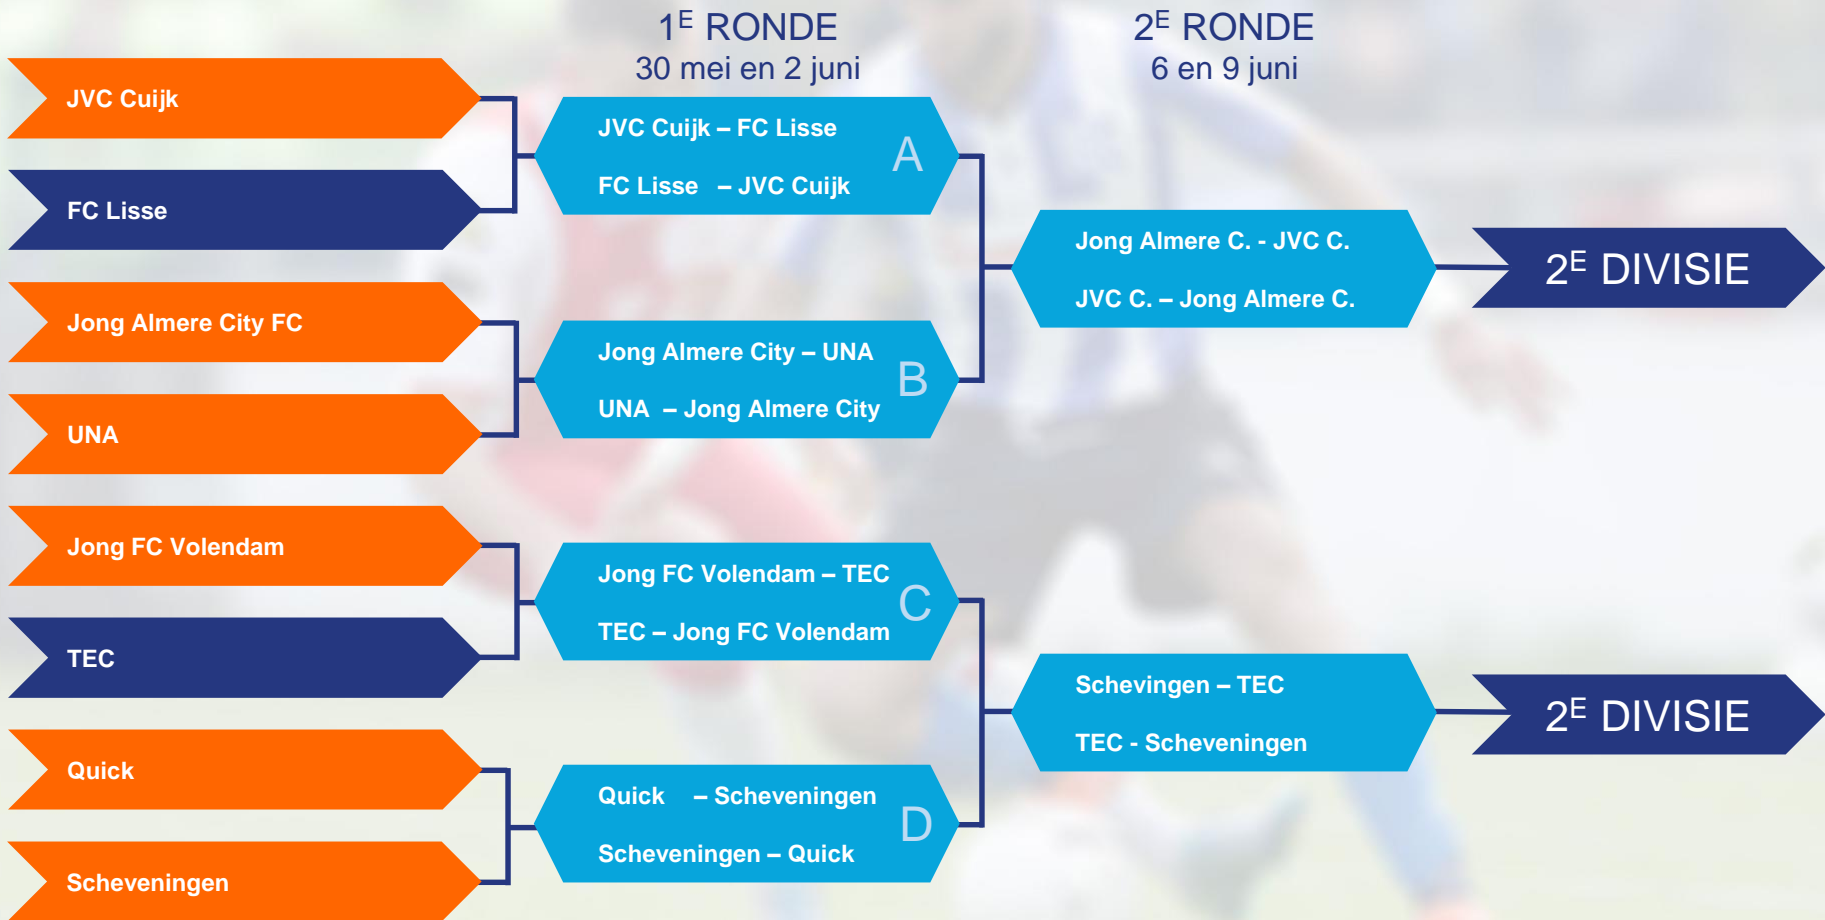 1E RONDE
30 mei en 2 juni
2E RONDE
6 en 9 juni
JVC Cuijk
FC Lisse
Jong Almere City FC
UNA
Jong FC Volendam
TEC
Quick
Scheveningen
JVC Cuijk – FC Lisse
FC Lisse – JVC Cuijk
A
Jong Almere City – UNA
UNA – Jong Almere City
B
Jong FC Volendam – TEC
TEC – Jong FC Volendam
C
Quick – Scheveningen
Scheveningen – Quick
D
Jong Almere C. - JVC C.
JVC C. – Jong Almere C.
Schevingen – TEC
TEC - Scheveningen
2E DIVISIE
2E DIVISIE